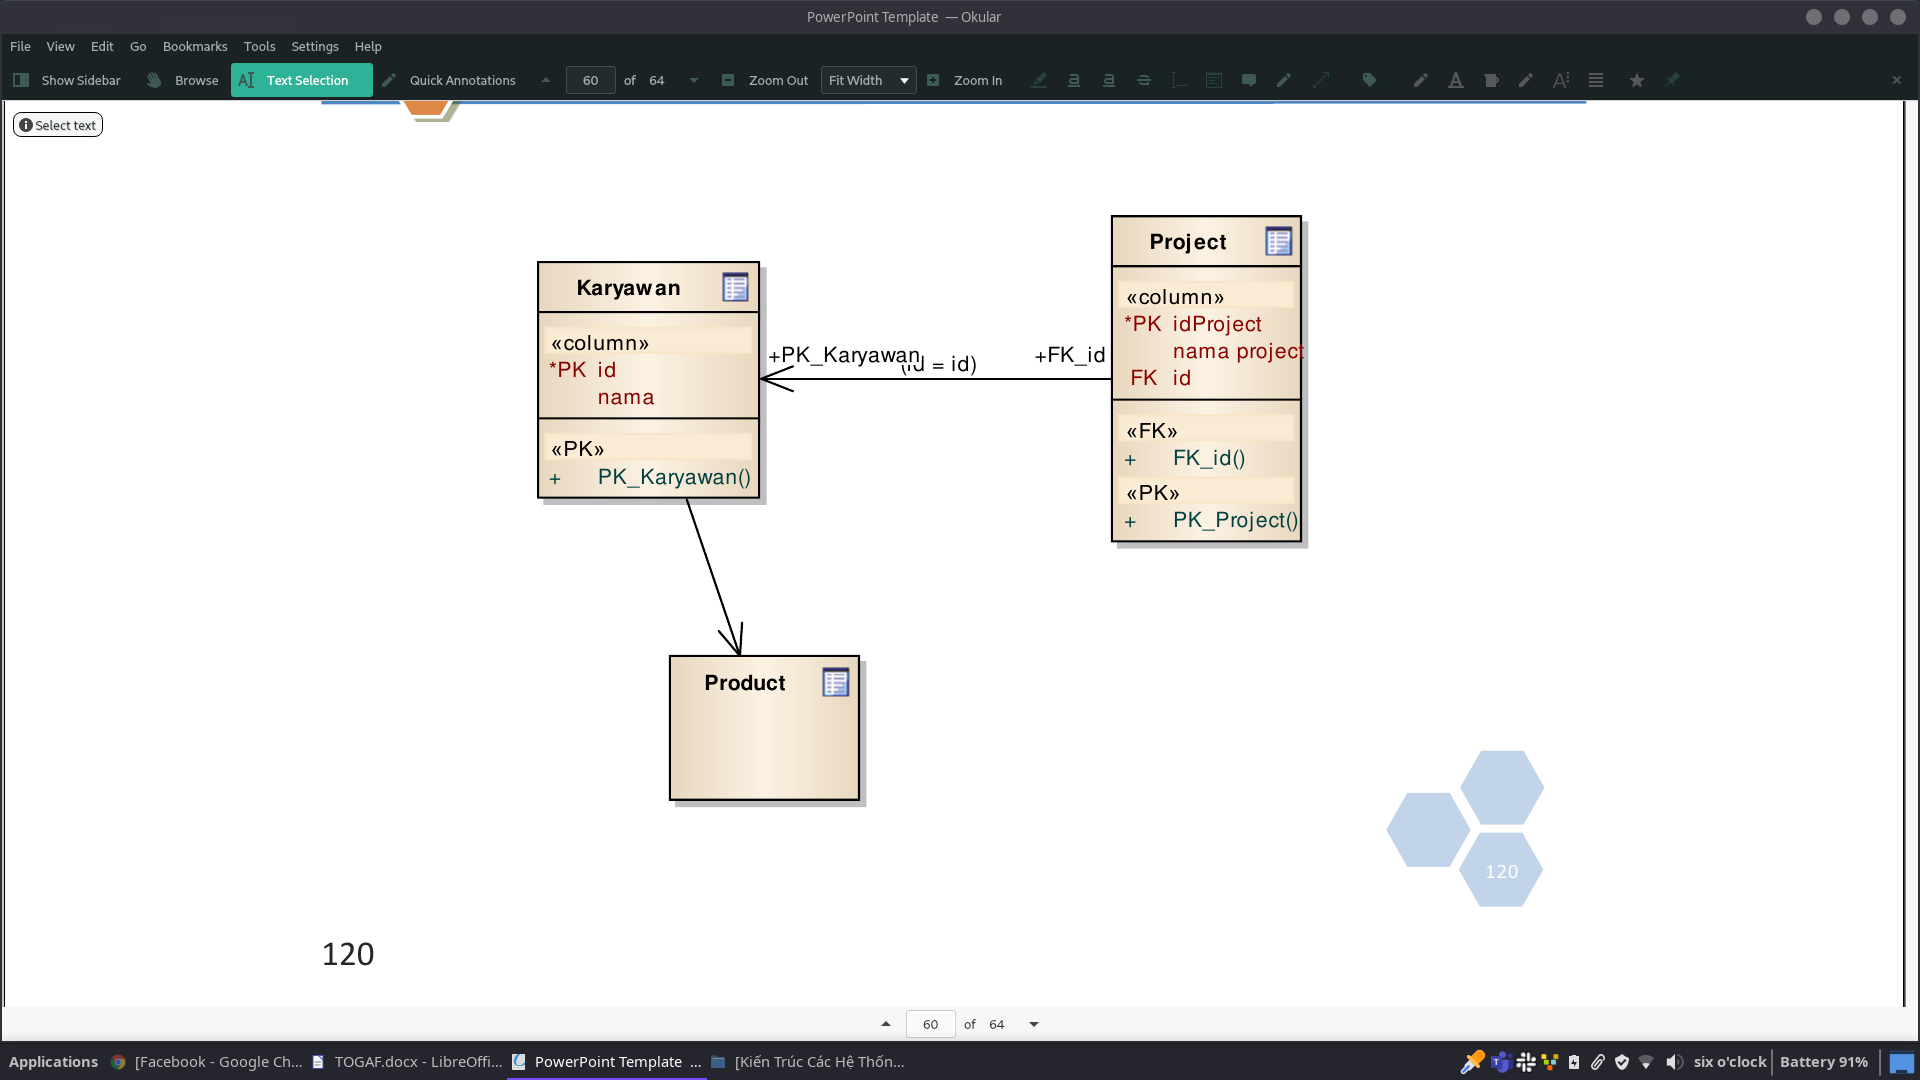 PowerPoint Template — Okular
File View Edit Go Bookmarks Tools Settings Help
Show Sidebar Browse Text Selection Quick Annotations 60 of 64 Zoom Out Fit Width Zoom In
Select text
Project
«column»
*PK idProject
nama project
FK id
«FK»
+ FK_id()
«PK»
+ PK_Project()
Karyawan
«column»
*PK id
nama
«PK»
+ PK_Karyawan()
+PK_Karyawan
(id = id)
+FK_id
Product
120
120
60 of 64
Applications [Facebook - Google Ch... TOGAF.docx - LibreOffi... PowerPoint Template ... [Kiến Trúc Các Hệ Thốn... six o'clock Battery 91%